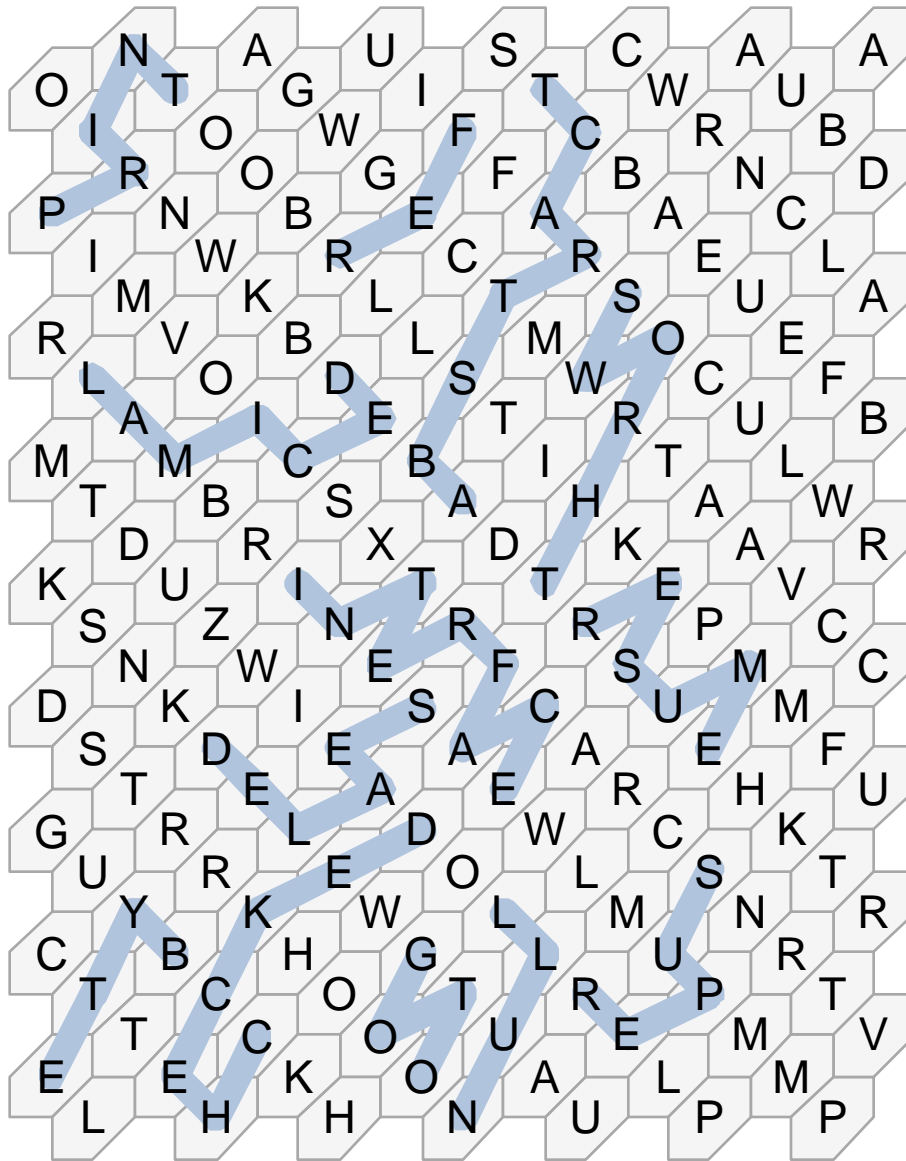 N A U S C A A
O T G I T W U
I O W F C R B
R O G F B N D
P N B E A A C
I W R C R E L
M K L T S U A
R V B L M O E
L O D S W C F
A I E T R U B
M M C B I T L
T B S A H A W
D R X D K A R
K U I T T E V
S Z N R R P C
N W E F S M C
D K I S C U M
S D E A A E F
T E A E R H U
G R L D W C K
U R E O L S T
Y K W L M N R
C B H G L U R
T C O T R P T
T C O U E M V
E E K O A L M
L H H N U P P